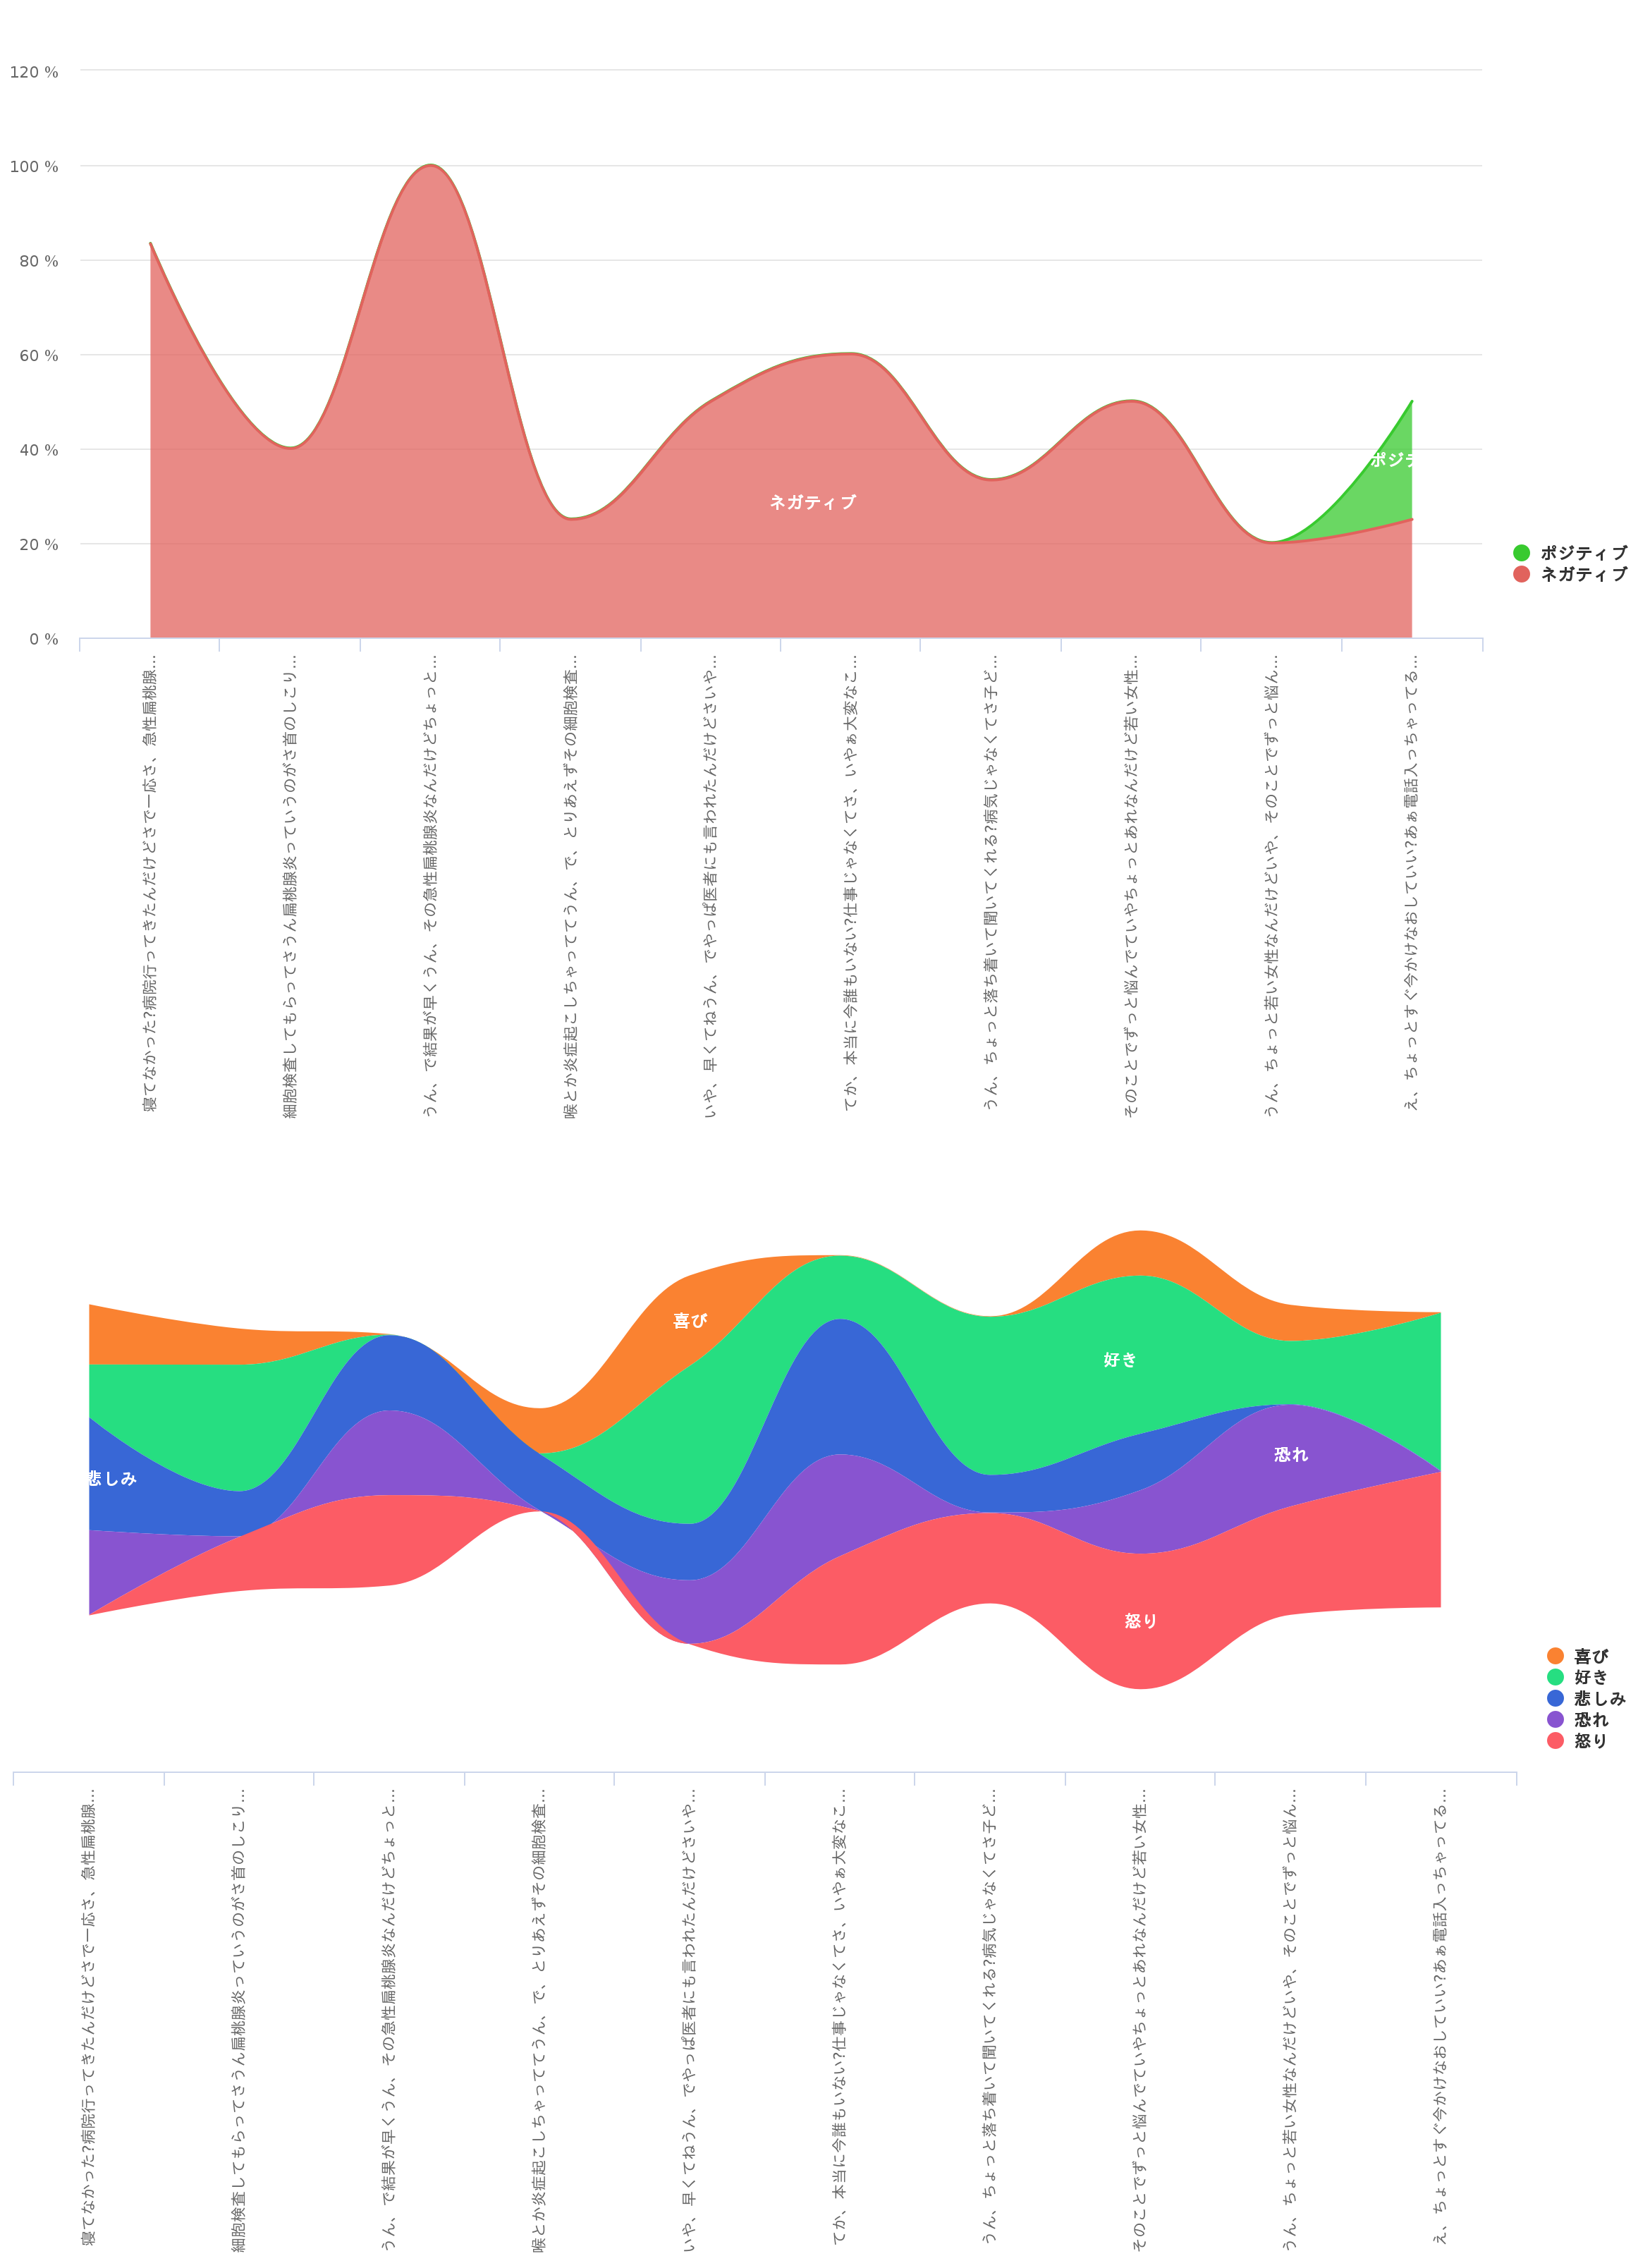 120 %
100 %
80 %
60 %
40 %
20 %
0 %
ネガティブ
ポジテ
ポジティブ
ネガティブ
寝てなかった?病院行ってきたんだけどさで一応さ、急性扁桃腺...
細胞検査してもらってさうん扁桃腺炎っていうのがさ首のしこり...
うん、で結果が早くうん、その急性扁桃腺炎なんだけどちょっと...
喉とか炎症起こしちゃっててうん、で、とりあえずその細胞検査...
いや、早くてねうん、でやっぱ医者にも言われたんだけどさいや...
てか、本当に今誰もいない?仕事じゃなくてさ、いやぁ大変なこ...
うん、ちょっと落ち着いて聞いてくれる?病気じゃなくてさ子ど...
そのことでずっと悩んでていやちょっとあれなんだけど若い女性...
うん、ちょっと若い女性なんだけどいや、そのことでずっと悩ん...
え、ちょっとすぐ今かけなおしていい?あぁ電話入っちゃってる...
喜び
好き
悲しみ
恐れ
怒り
喜び
好き
悲しみ
恐れ
怒り
寝てなかった?病院行ってきたんだけどさで一応さ、急性扁桃腺...
細胞検査してもらってさうん扁桃腺炎っていうのがさ首のしこり...
うん、で結果が早くうん、その急性扁桃腺炎なんだけどちょっと...
喉とか炎症起こしちゃっててうん、で、とりあえずその細胞検査...
いや、早くてねうん、でやっぱ医者にも言われたんだけどさいや...
てか、本当に今誰もいない?仕事じゃなくてさ、いやぁ大変なこ...
うん、ちょっと落ち着いて聞いてくれる?病気じゃなくてさ子ど...
そのことでずっと悩んでていやちょっとあれなんだけど若い女性...
うん、ちょっと若い女性なんだけどいや、そのことでずっと悩ん...
え、ちょっとすぐ今かけなおしていい?あぁ電話入っちゃってる...